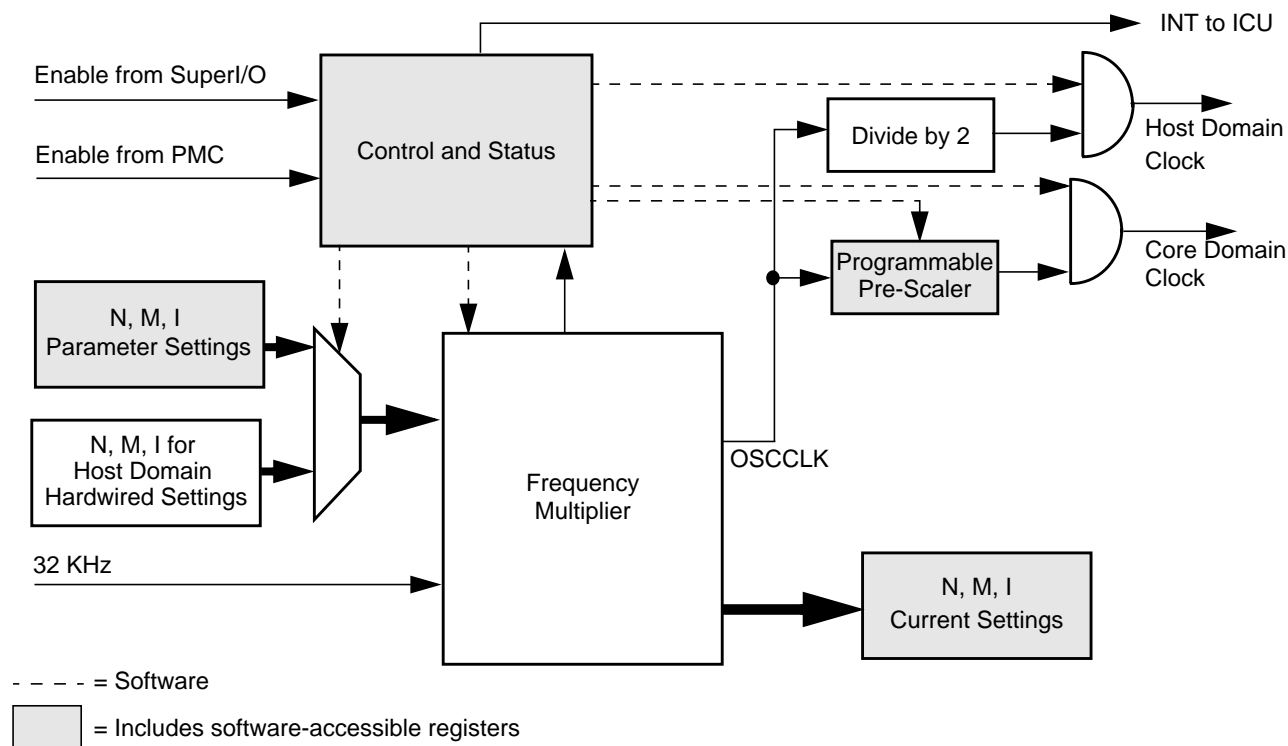 INT to ICU
Enable from SuperI/O
Enable from PMC
Control and Status
Divide by 2
Host Domain
Clock
Programmable
Pre-Scaler
Core Domain
Clock
N, M, I
Parameter Settings
N, M, I for
Host Domain
Hardwired Settings
OSCCLK
Frequency
Multiplier
32 KHz
N, M, I
Current Settings
= Software
= Includes software-accessible registers